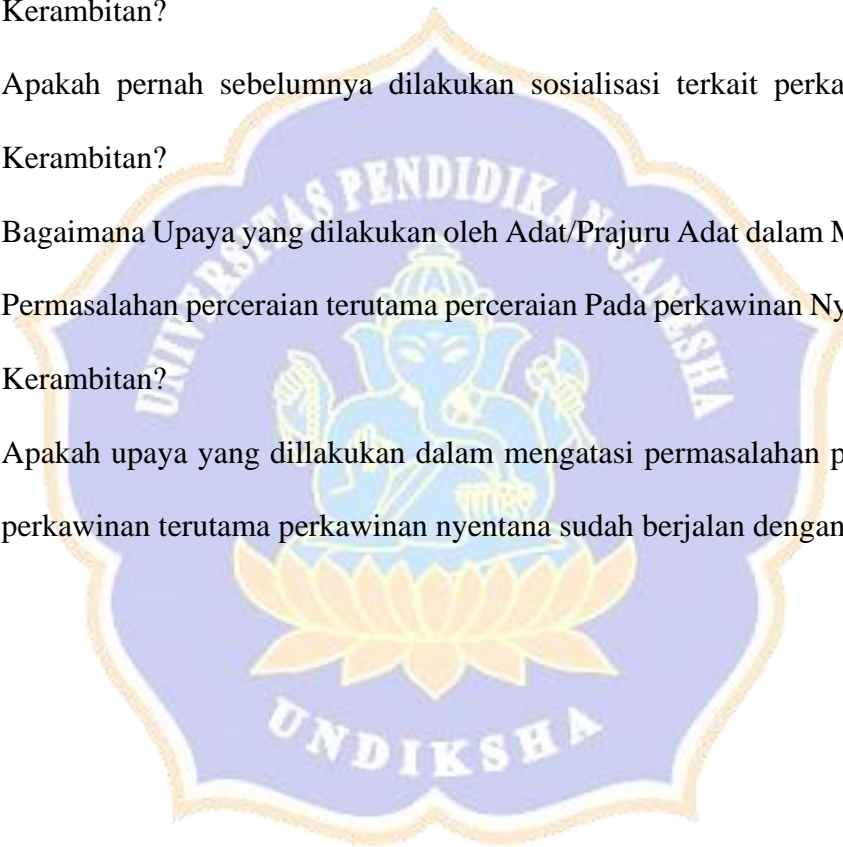 Kerambitan?
Apakah pernah sebelumnya dilakukan sosialisasi terkait perka
Kerambitan?
Bagaimana Upaya yang dilakukan oleh Adat/Prajuru Adat dalam M
Permasalahan perceraian terutama perceraian Pada perkawinan Ny
Kerambitan?
Apakah upaya yang dillakukan dalam mengatasi permasalahan p
perkawinan terutama perkawinan nyentana sudah berjalan dengan
UNIVERSITAS PENDIDIKAN GANESHA
UNDIKSHA